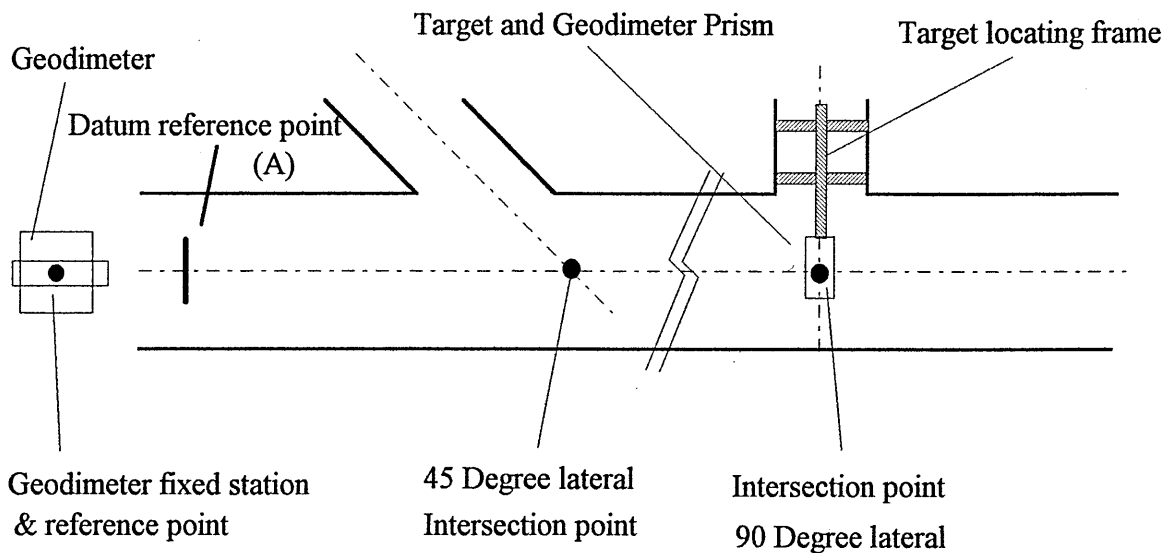 Target and Geodimeter Prism
Target locating frame
Geodimeter
Datum reference point
(A)
Geodimeter fixed station
& reference point
45 Degree lateral
Intersection point
Intersection point
90 Degree lateral